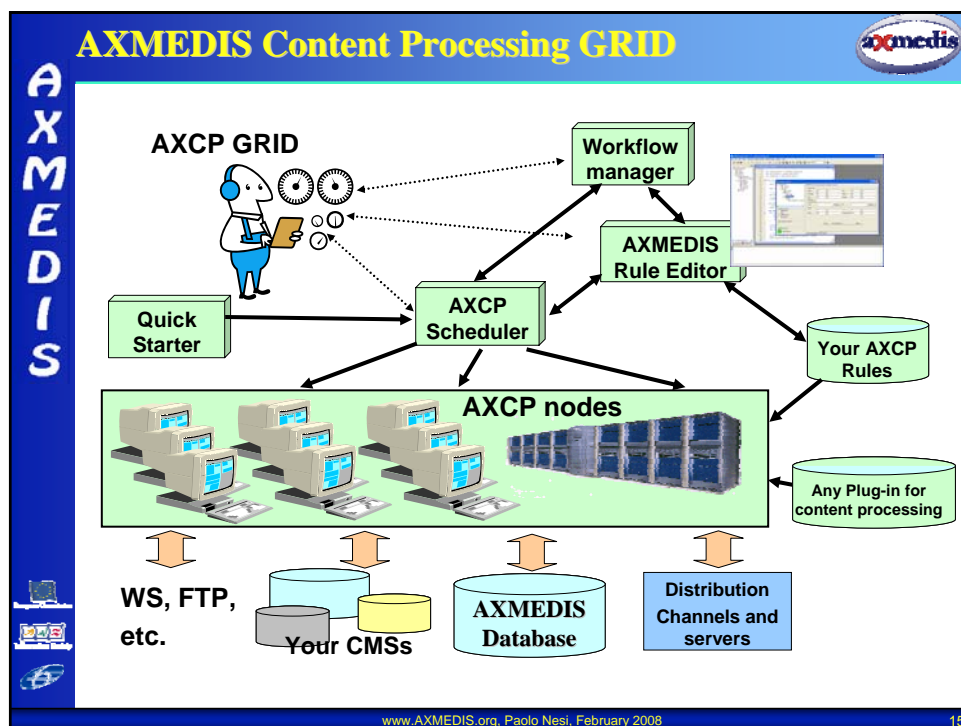 AXMEDIS Content Processing GRID
axmedis
AXMEDIS
AXCP GRID
Workflow
manager
AXMEDIS
Rule Editor
AXCP
Scheduler
Quick
Starter
Your AXCP
Rules
AXCP nodes
Any Plug-in for
content processing
WS, FTP,
etc.
Your CMSs
AXMEDIS
Database
Distribution
Channels and
servers
www.AXMEDIS.org, Paolo Nesi, February 2008
15